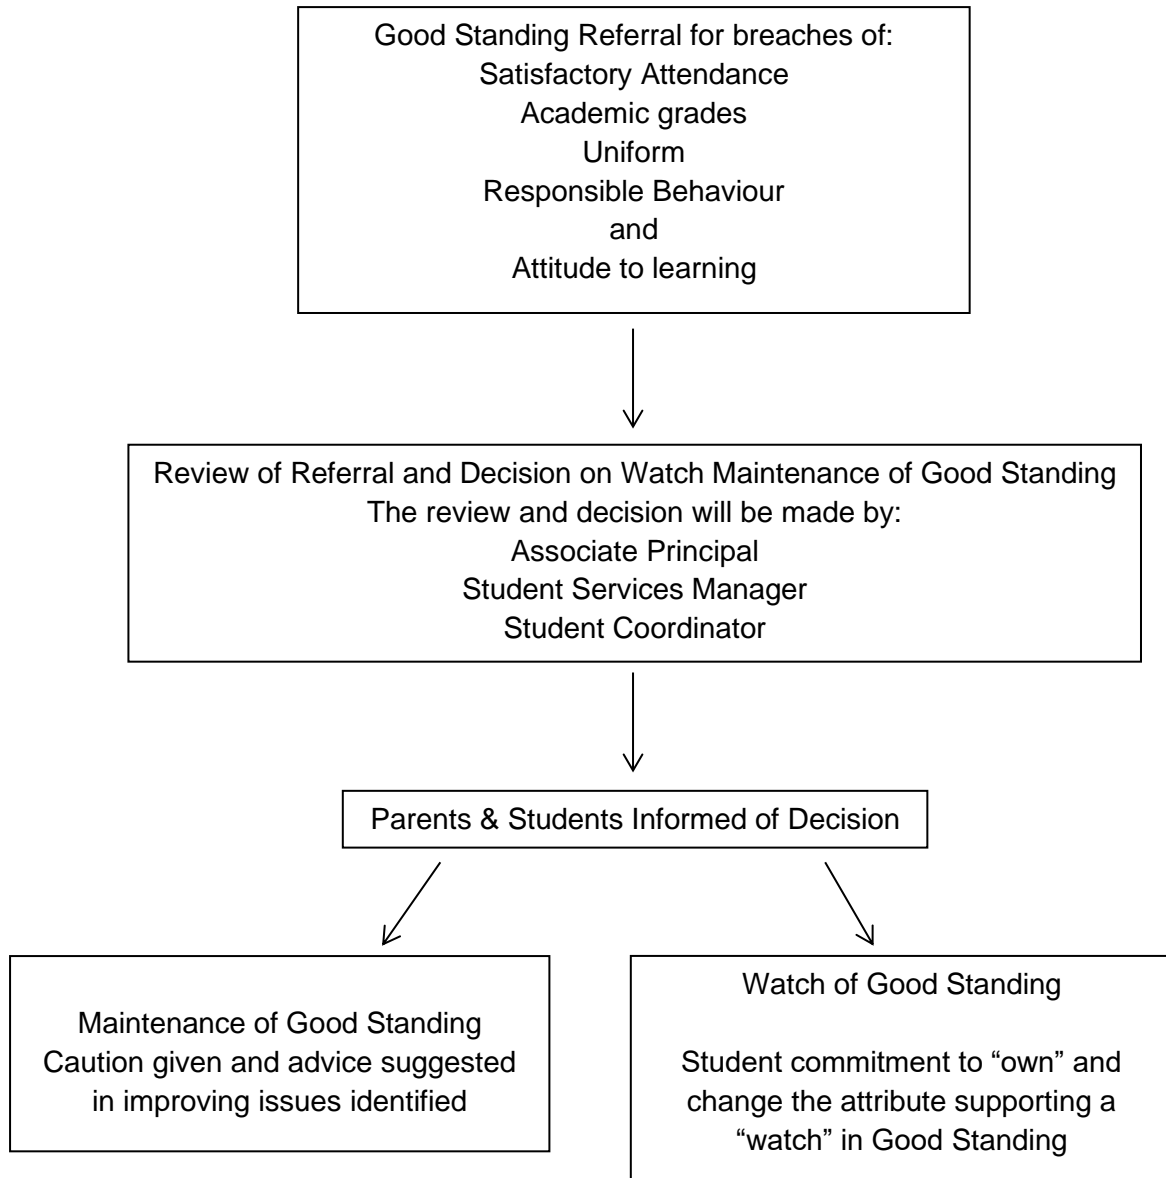 Good Standing Referral for breaches of:
Satisfactory Attendance
Academic grades
Uniform
Responsible Behaviour
and
Attitude to learning
Review of Referral and Decision on Watch Maintenance of Good Standing
The review and decision will be made by:
Associate Principal
Student Services Manager
Student Coordinator
Parents & Students Informed of Decision
Maintenance of Good Standing
Caution given and advice suggested
in improving issues identified
Watch of Good Standing
Student commitment to “own” and
change the attribute supporting a
“watch” in Good Standing